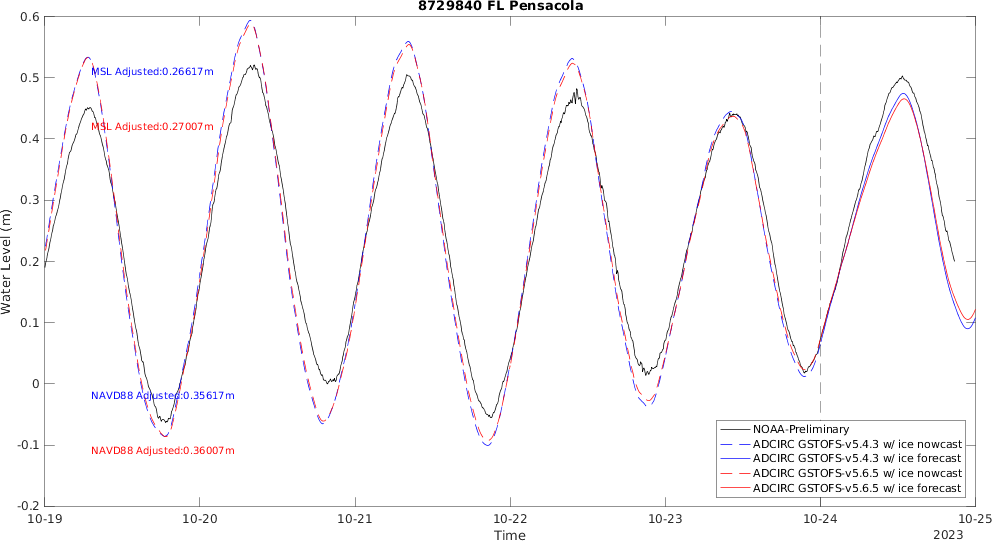 8729840 FL Pensacola
0.6
0.5
0.4
0.3
0.2
0.1
0
-0.1
-0.2
Water Level (m)
MSL Adjusted:0.26617m
MSL Adjusted:0.27007m
NAVD88 Adjusted:0.35617m
NAVD88 Adjusted:0.36007m
NOAA-Preliminary
ADCIRC GSTOFS-v5.4.3 w/ ice nowcast
ADCIRC GSTOFS-v5.4.3 w/ ice forecast
ADCIRC GSTOFS-v5.6.5 w/ ice nowcast
ADCIRC GSTOFS-v5.6.5 w/ ice forecast
10-19 10-20 10-21 10-22 10-23 10-24 10-25
Time
2023